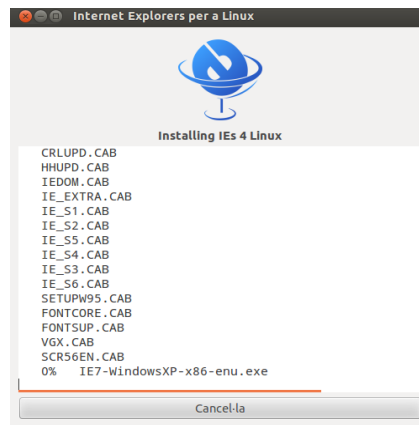 Internet Explorers per a Linux
Installing IEs 4 Linux
CRLUPD.CAB
HHUPD.CAB
IEDOM.CAB
IE_EXTRA.CAB
IE_S1.CAB
IE_S2.CAB
IE_S5.CAB
IE_S4.CAB
IE_S3.CAB
IE_S6.CAB
SETUPW95.CAB
FONTCORE.CAB
FONTSUP.CAB
VGX.CAB
SCR56EN.CAB
0% IE7-WindowsXP-x86-enu.exe
Cancel·la